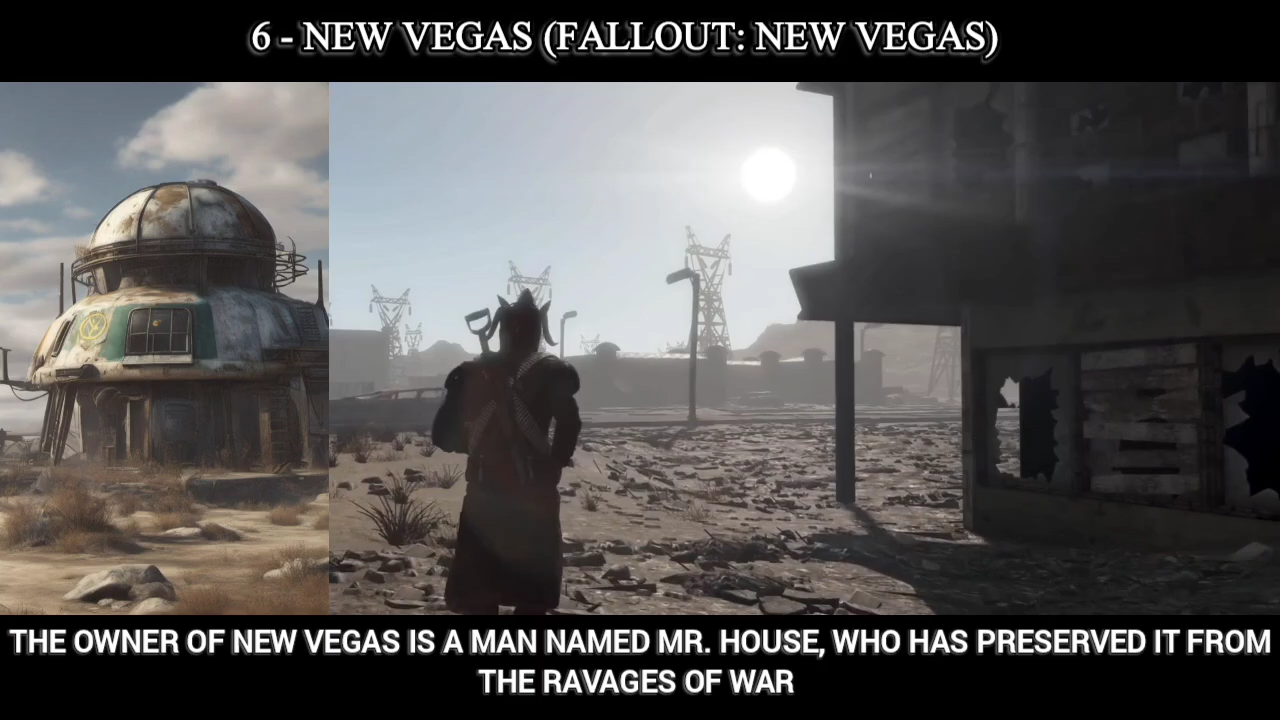 6 - NEW VEGAS (FALLOUT: NEW VEGAS)
THE OWNER OF NEW VEGAS IS A MAN NAMED MR. HOUSE, WHO HAS PRESERVED IT FROM
THE RAVAGES OF WAR